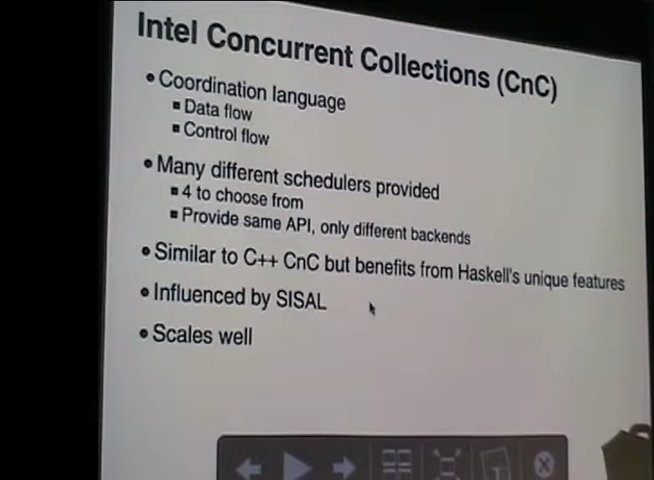 Intel Concurrent Collections (CnC)
Coordination language
Data flow
Control flow
Many different schedulers provided
4 to choose from
Provide same API, only different backends
Similar to C++ CnC but benefits from Haskell's unique features
Influenced by SISAL
Scales well